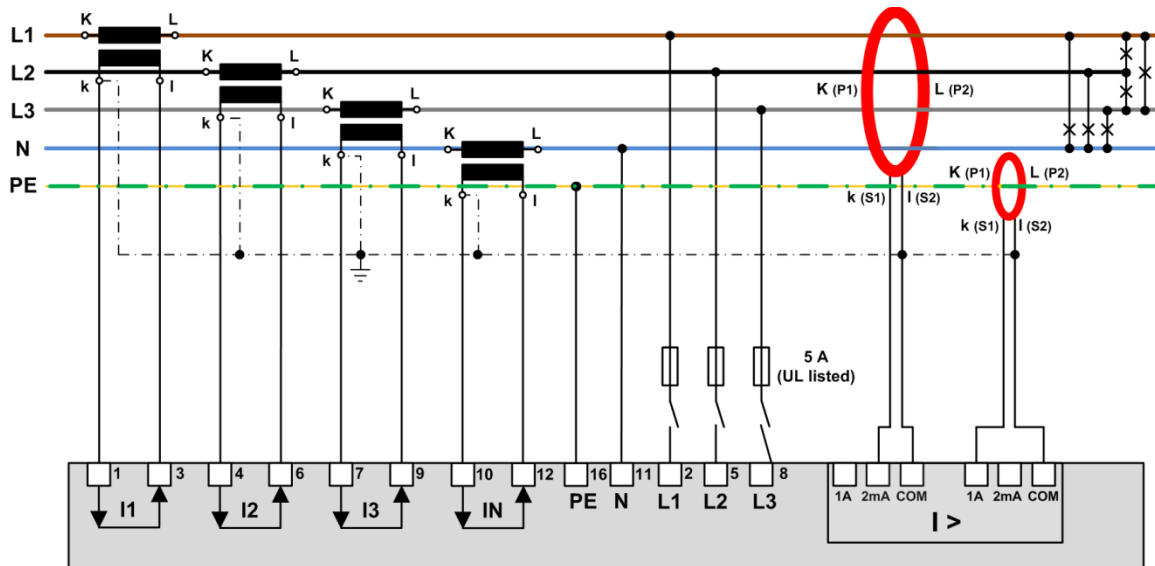 K L
L1
K L
L2
K (P1) L (P2)
k l
K L
L3
k l
K L
N
k l
K (P1) L (P2)
PE
k (S1) l (S2)
k l
k (S1) l (S2)
5 A
(UL listed)
1 3 4 6 7 9 10 12 16 11 2 5 8
1A 2mA COM 1A 2mA COM
I1 I2 I3 IN PE N L1 L2 L3
I >